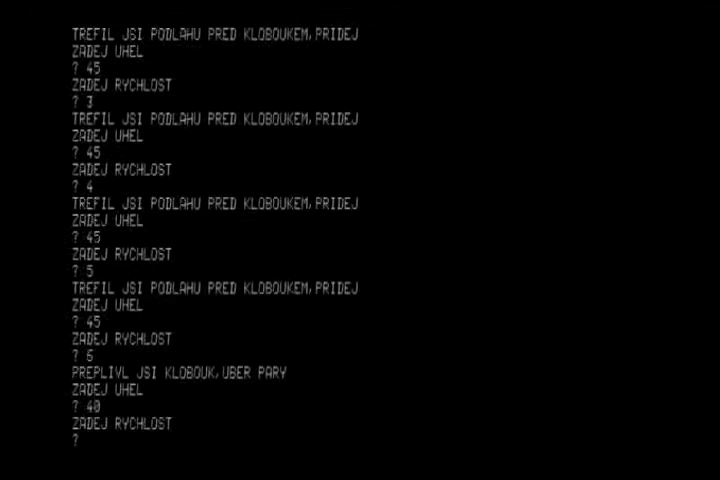 TREFIL JSI PODLAHU PRED KLOBOUKEM,PRIDEJ
ZADEJ UHEL
? 45
ZADEJ RYCHLOST
? 3
TREFIL JSI PODLAHU PRED KLOBOUKEM,PRIDEJ
ZADEJ UHEL
? 45
ZADEJ RYCHLOST
? 4
TREFIL JSI PODLAHU PRED KLOBOUKEM,PRIDEJ
ZADEJ UHEL
? 45
ZADEJ RYCHLOST
? 5
TREFIL JSI PODLAHU PRED KLOBOUKEM,PRIDEJ
ZADEJ UHEL
? 45
ZADEJ RYCHLOST
? 6
PREPLIVL JSI KLOBOUK,UBER PARY
ZADEJ UHEL
? 40
ZADEJ RYCHLOST
?